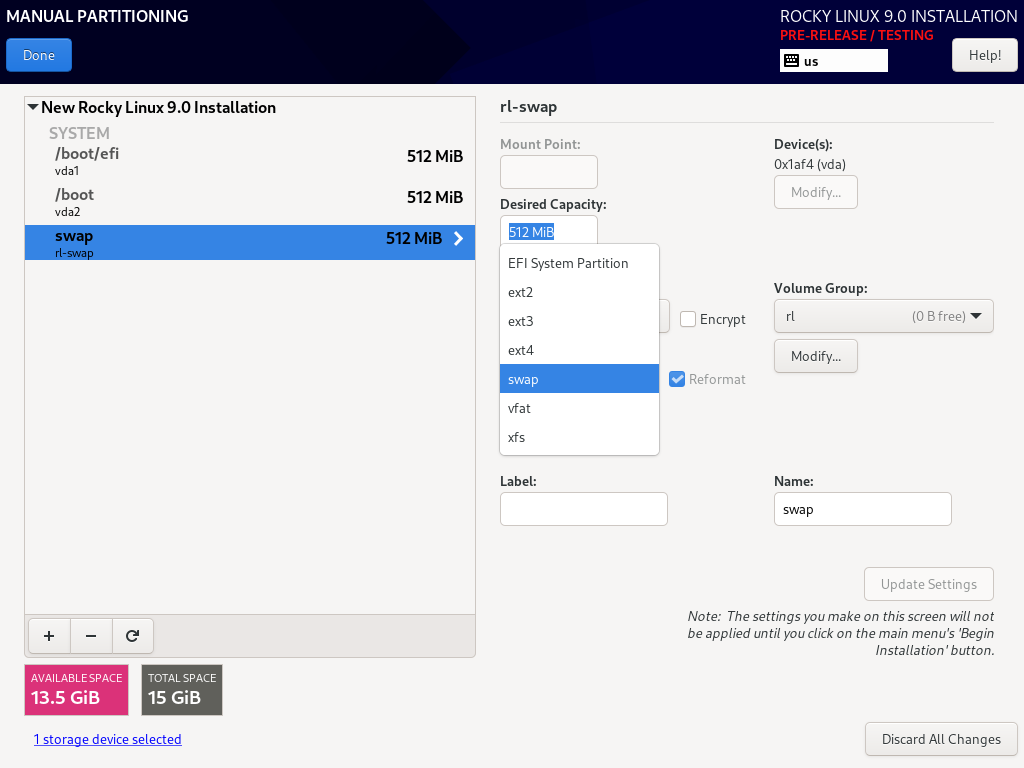 MANUAL PARTITIONING
ROCKY LINUX 9.0 INSTALLATION
PRE-RELEASE / TESTING
Done
us
Help!
New Rocky Linux 9.0 Installation
SYSTEM
/boot/efi
512 MiB
vda1
/boot
512 MiB
vda2
swap
512 MiB
rl-swap
+ −
AVAILABLE SPACE
13.5 GiB
TOTAL SPACE
15 GiB
1 storage device selected
rl-swap
Mount Point:
Device(s):
0x1af4 (vda)
Modify...
Desired Capacity:
512 MiB
EFI System Partition
ext2
ext3
ext4
swap
vfat
xfs
Encrypt
Reformat
Volume Group:
rl (0 B free)
Modify...
Label:
Name:
swap
Update Settings
Note: The settings you make on this screen will not
be applied until you click on the main menu's 'Begin
Installation' button.
Discard All Changes